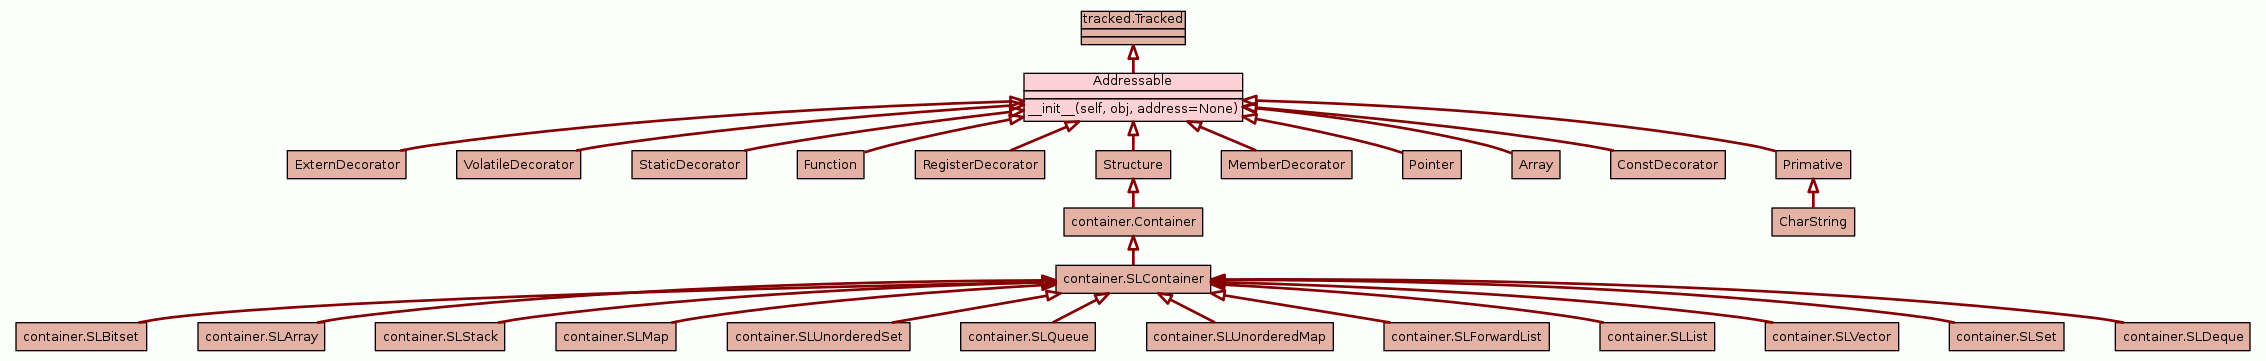 tracked.Tracked
Addressable
__init__(self, obj, address=None)
ExternDecorator
VolatileDecorator
StaticDecorator
Function
RegisterDecorator
Structure
MemberDecorator
Pointer
Array
ConstDecorator
Primative
container.Container
CharString
container.SLContainer
container.SLBitset
container.SLArray
container.SLStack
container.SLMap
container.SLUnorderedSet
container.SLQueue
container.SLUnorderedMap
container.SLForwardList
container.SLList
container.SLVector
container.SLSet
container.SLDeque